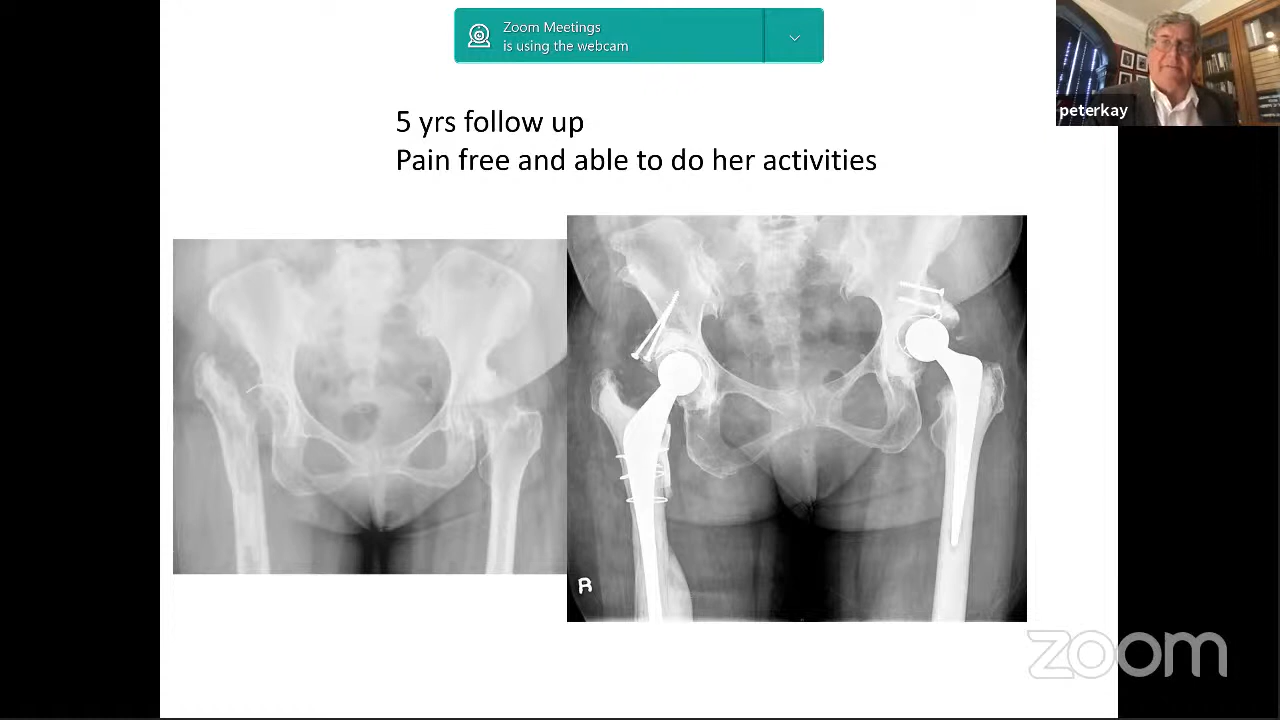 Zoom Meetings
is using the webcam
peterkay
5 yrs follow up
Pain free and able to do her activities
R
zoom